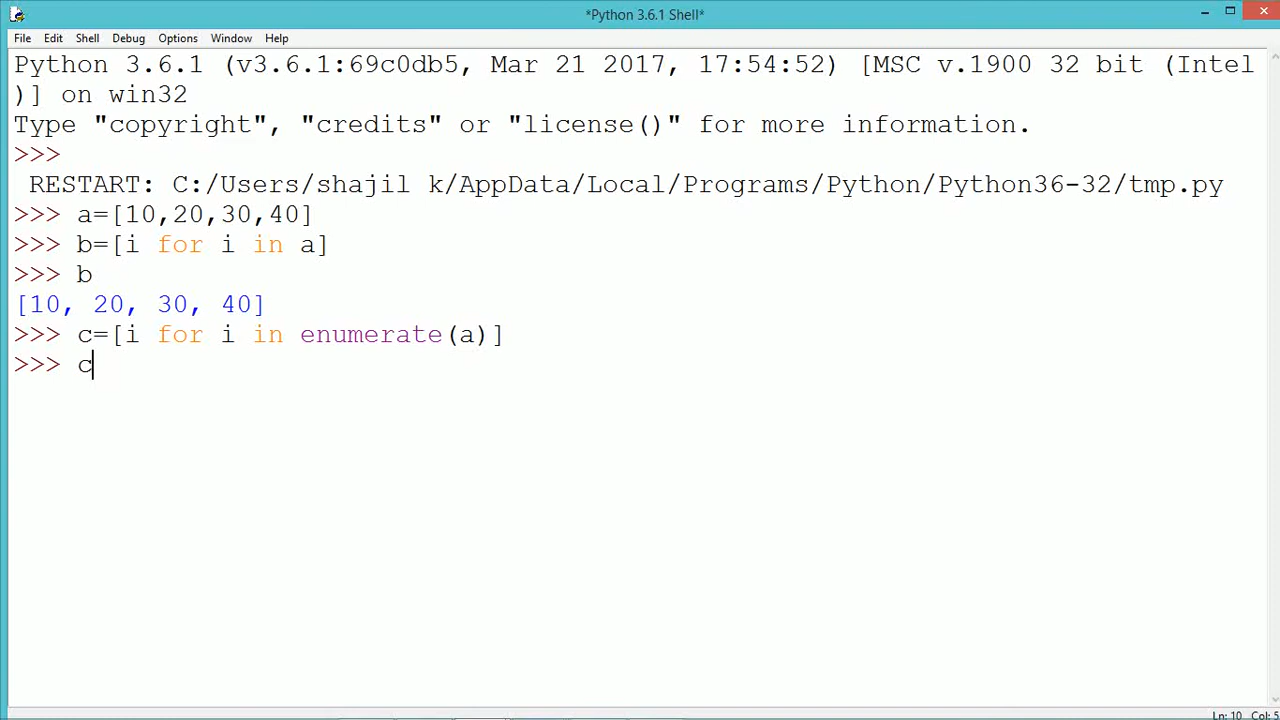 *Python 3.6.1 Shell*
File Edit Shell Debug Options Window Help
Python 3.6.1 (v3.6.1:69c0db5, Mar 21 2017, 17:54:52) [MSC v.1900 32 bit (Intel
)] on win32
Type "copyright", "credits" or "license()" for more information.
>>>
 RESTART: C:/Users/shajil k/AppData/Local/Programs/Python/Python36-32/tmp.py
>>> a=[10,20,30,40]
>>> b=[i for i in a]
>>> b
[10, 20, 30, 40]
>>> c=[i for i in enumerate(a)]
>>> c
Ln: 10 Col: 5